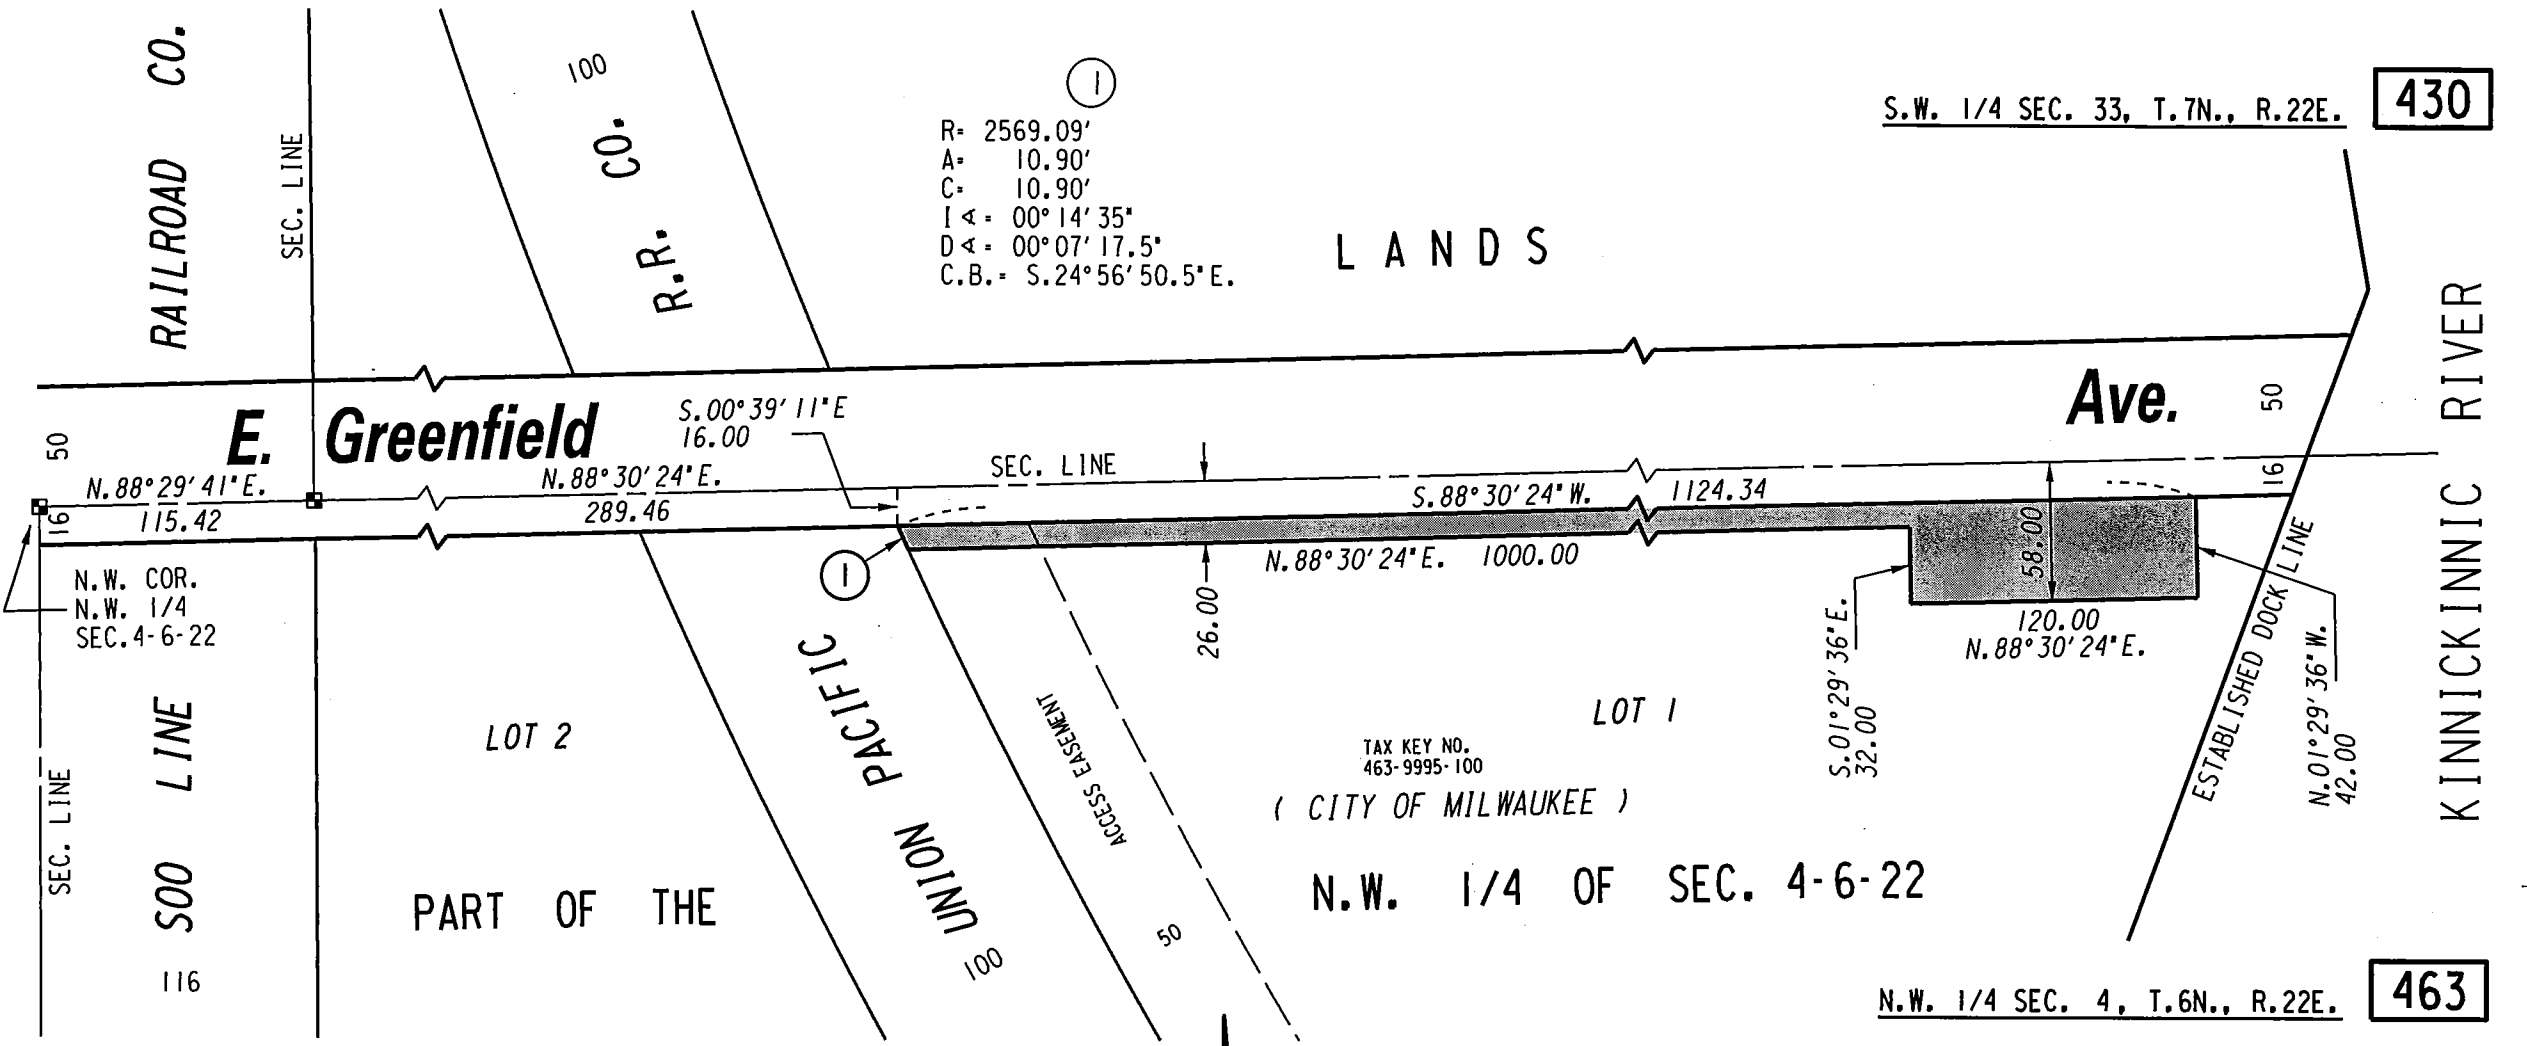 RAILROAD CO.
SEC. LINE
100
R.R. CO.
1
R= 2569.09'
A= 10.90'
C= 10.90'
I∢= 00°14'35"
D∢= 00°07'17.5"
C.B.= S.24°56'50.5"E.
LANDS
S.W. 1/4 SEC. 33, T.7N., R.22E.
430
E. Greenfield Ave.
50
N.88°29'41"E.
115.42
16
N.88°30'24"E.
289.46
S.00°39'11"E
16.00
SEC. LINE
S.88°30'24"W. 1124.34
50
16
N.W. COR.
N.W. 1/4
SEC.4-6-22
1
N.88°30'24"E. 1000.00
26.00
58.00
120.00
N.88°30'24"E.
S.01°29'36"E.
32.00
N.01°29'36"W.
42.00
ESTABLISHED DOCK LINE
KINNICKINNIC RIVER
SEC. LINE
SOO LINE
116
LOT 2
UNION PACIFIC
100
ACCESS EASEMENT
50
LOT 1
TAX KEY NO.
463-9995-100
( CITY OF MILWAUKEE )
PART OF THE N.W. 1/4 OF SEC. 4-6-22
N.W. 1/4 SEC. 4, T.6N., R.22E.
463